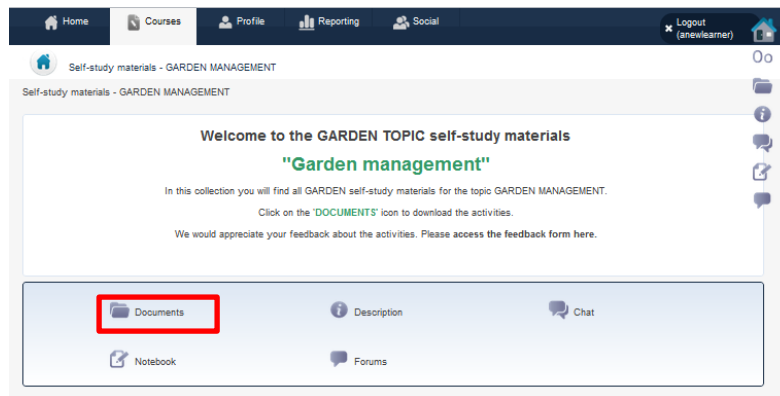 Home Courses Profile Reporting Social Logout
(anewlearner)
Self-study materials - GARDEN MANAGEMENT
Self-study materials - GARDEN MANAGEMENT
Welcome to the GARDEN TOPIC self-study materials
"Garden management"
In this collection you will find all GARDEN self-study materials for the topic GARDEN MANAGEMENT.
Click on the 'DOCUMENTS' icon to download the activities.
We would appreciate your feedback about the activities. Please access the feedback form here.
Documents Description Chat
Notebook Forums